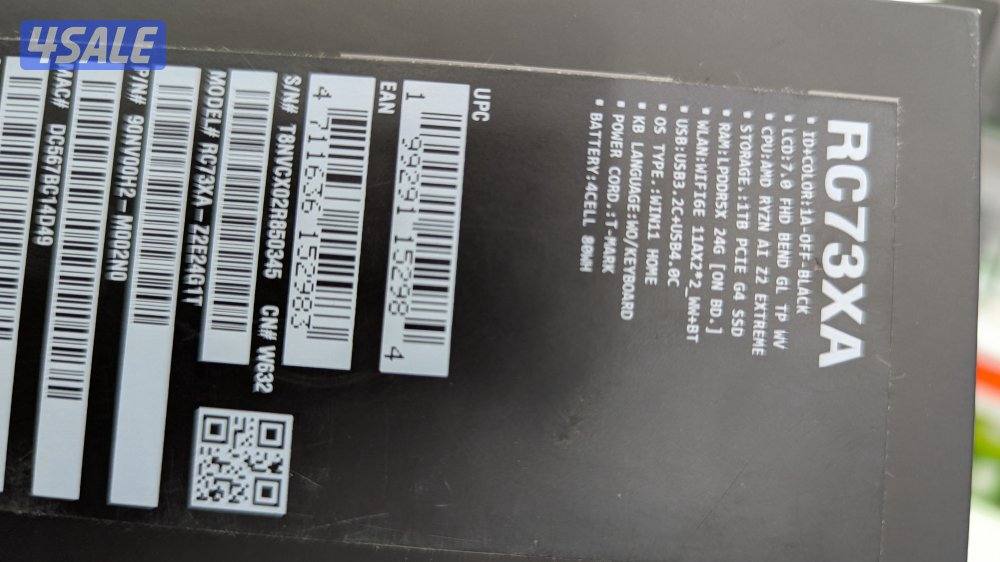 4SALE
RC73XA
▪ ID-COLOR:1A-OFF-BLACK
▪ LCD:7.0 FHD BEND GL TP WV
▪ CPU:AMD RYZN AI Z2 EXTREME
▪ STORAGE.:1TB PCIE G4 SSD
▪ RAM:LPDDR5X 24G [ON BD.]
▪ WLAN:WIFI6E 11AX2*2_WW+BT
▪ USB:USB3.2C+USB4.0C
▪ OS TYPE.:WIN11 HOME
▪ KB LANGUAGE:NO/KEYBOARD
▪ POWER CORD.:T-MARK
▪ BATTERY:4CELL 80WH
UPC
1 99291 15298 4
EAN
4 711636 152983
S/N# T8NVCX02R650345 CN# W632
MODEL# RC73XA-Z2E24G1T
P/N# 90NV00H2-M002N0
MAC# DC567BC14D49